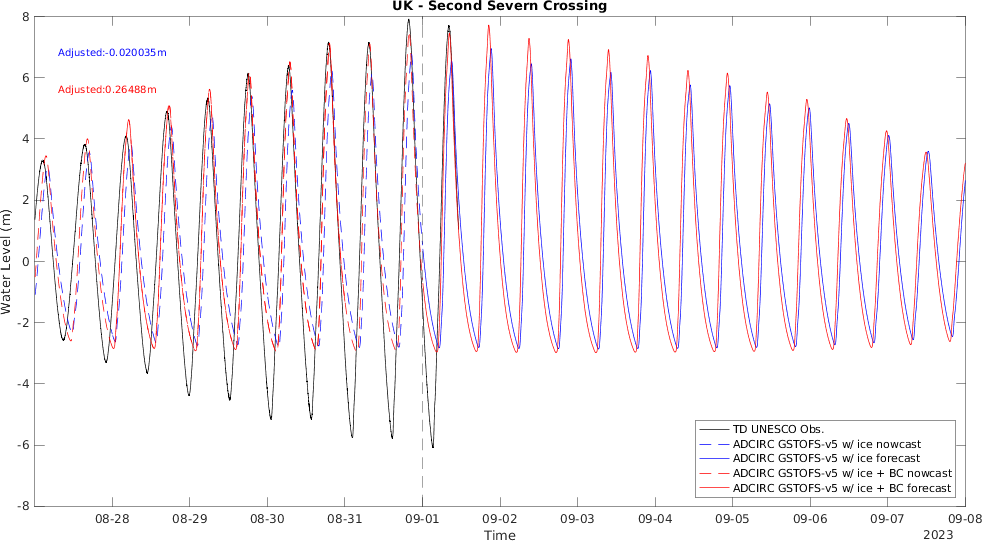 UK - Second Severn Crossing
8
6
4
2
0
-2
-4
-6
-8
Water Level (m)
Adjusted:-0.020035m
Adjusted:0.26488m
TD UNESCO Obs.
ADCIRC GSTOFS-v5 w/ ice nowcast
ADCIRC GSTOFS-v5 w/ ice forecast
ADCIRC GSTOFS-v5 w/ ice + BC nowcast
ADCIRC GSTOFS-v5 w/ ice + BC forecast
08-28 08-29 08-30 08-31 09-01 09-02 09-03 09-04 09-05 09-06 09-07 09-08
Time
2023